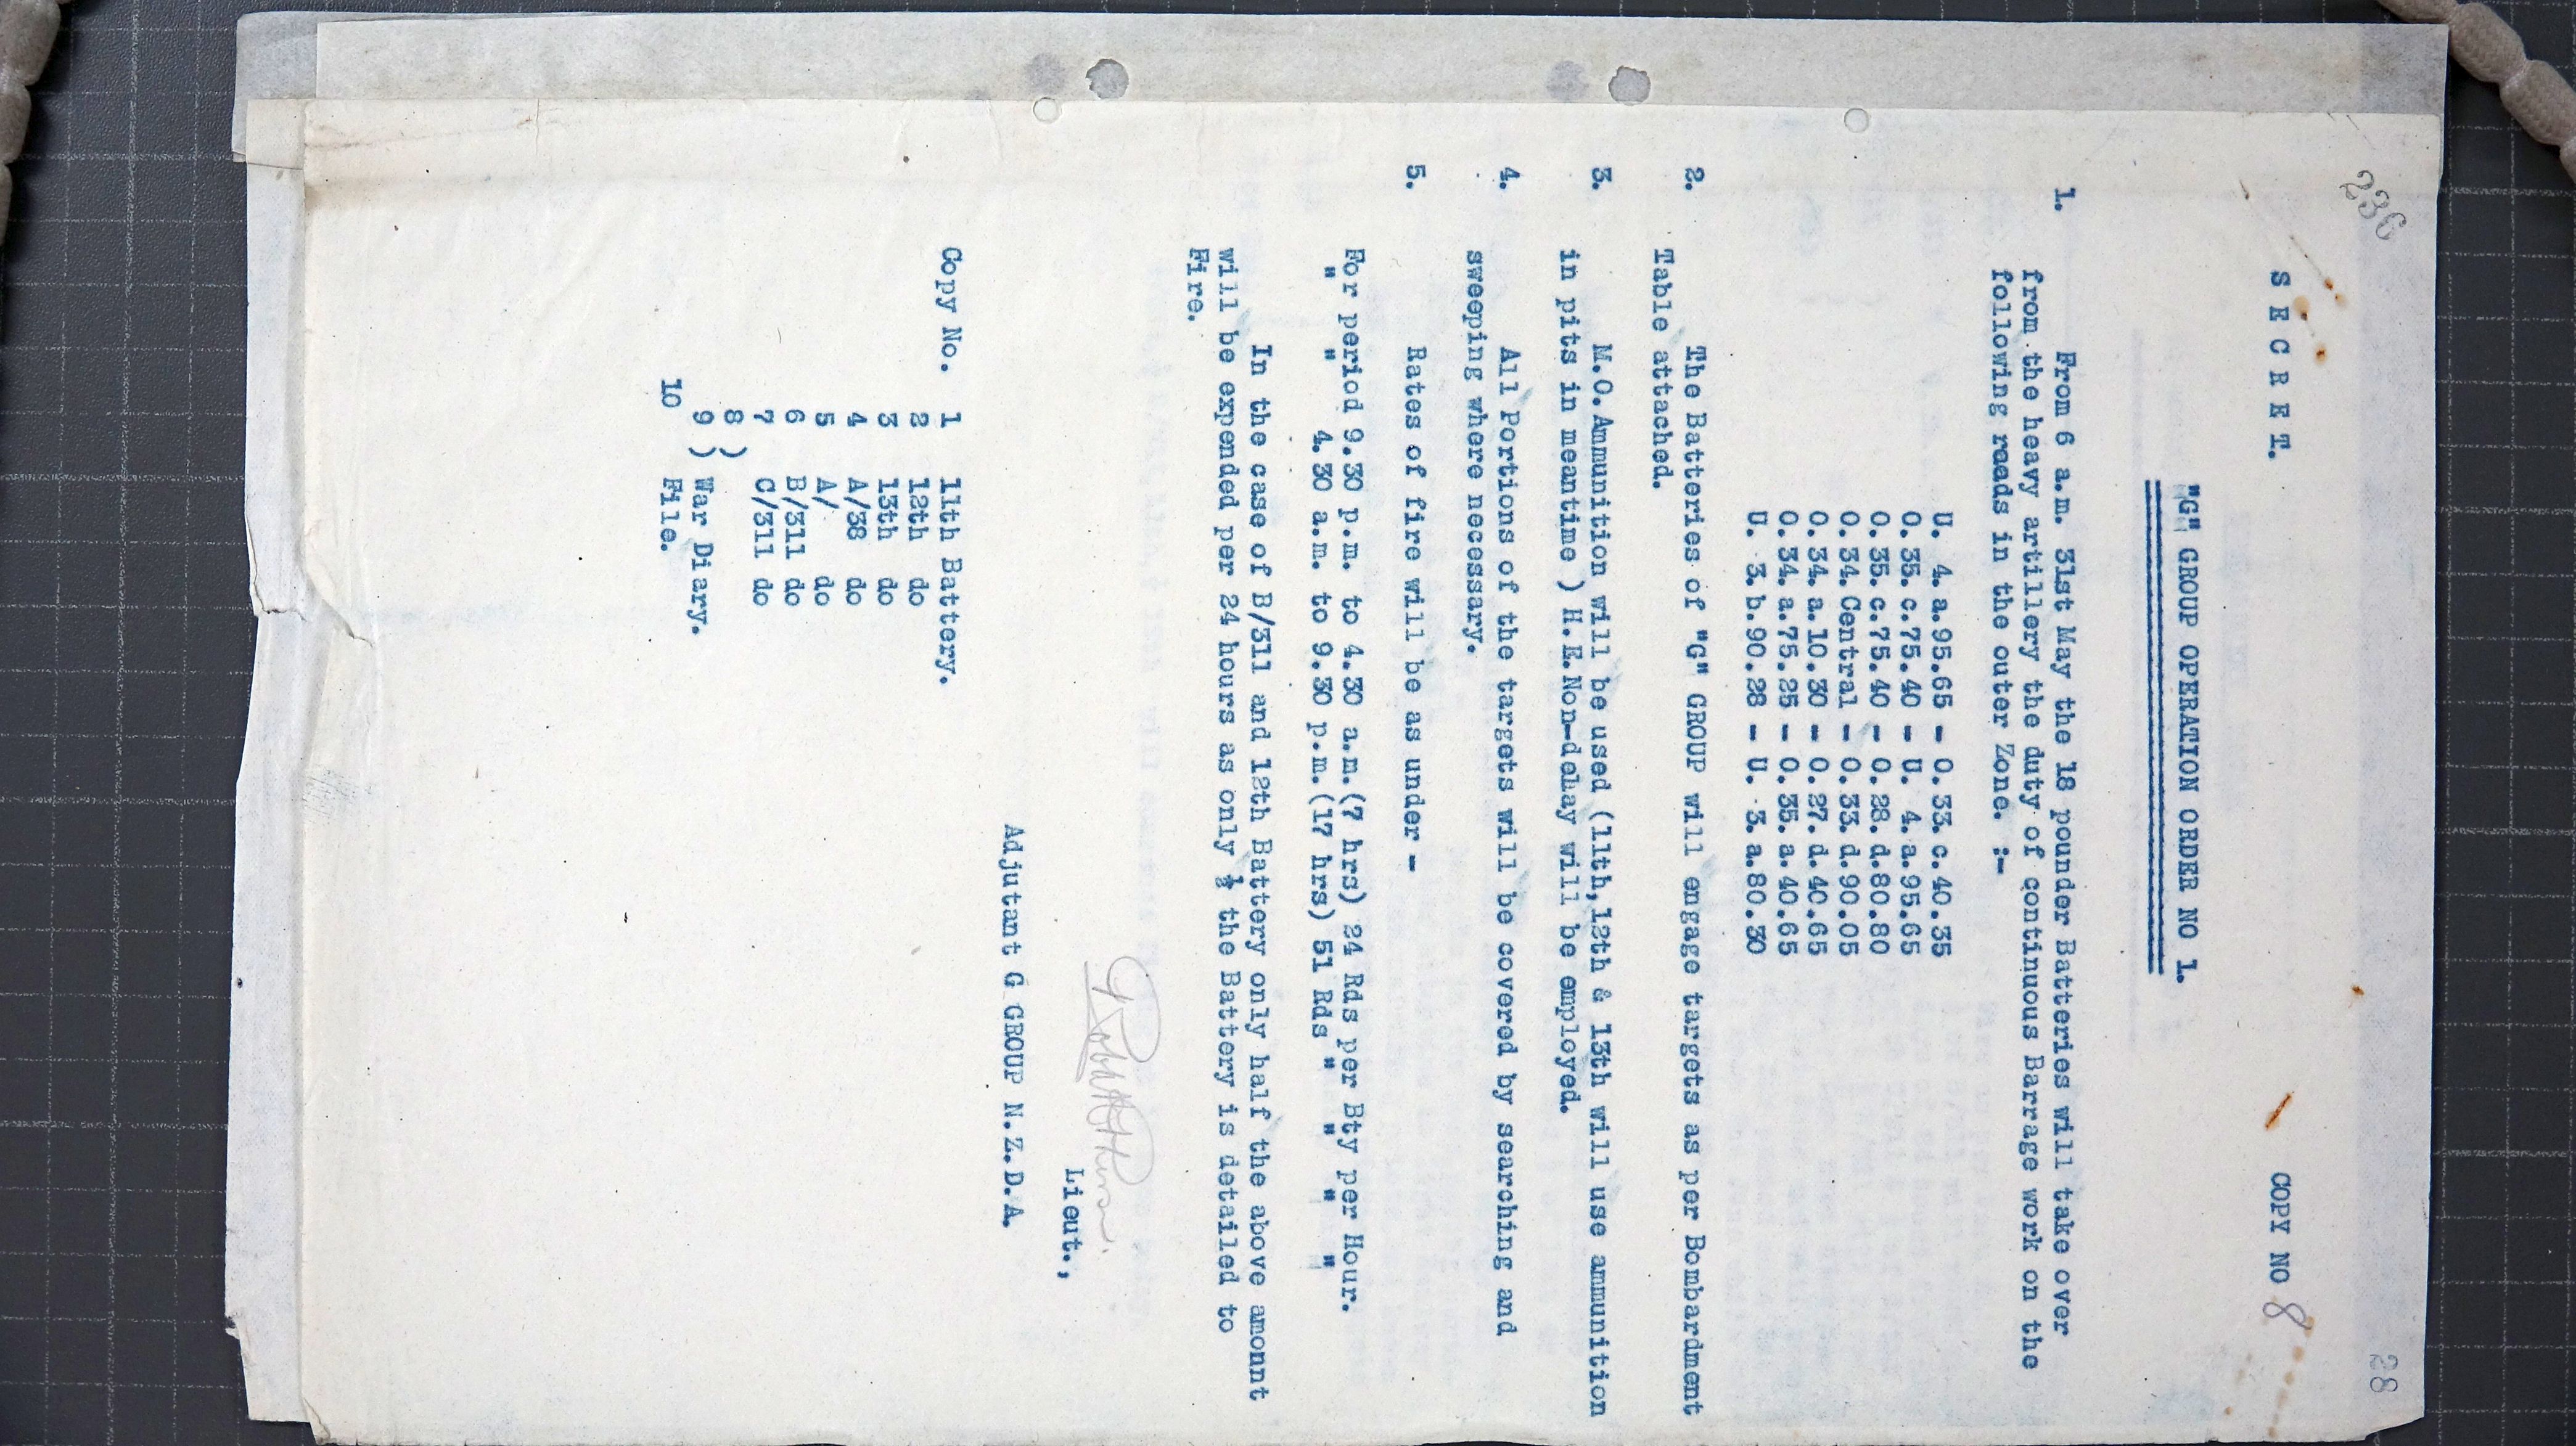 236
28
S E C R E T.
COPY NO 8
"G" GROUP OPERATION ORDER NO 1.
1. From 6 a.m. 31st May the 18 pounder Batteries will take over
from the heavy artillery the duty of continuous Barrage work on the
following roads in the outer Zone. :-
U. 4.a.95.65 - O.33.c.40.35
O.35.c.75.40 - U. 4.a.95.65
O.35.c.75.40 - O.28.d.80.80
O.34.Central - O.33.d.90.05
O.34.a.10.30 - O.27.d.40.65
O.34.a.75.25 - O.35.a.40.65
U. 3.b.90.28 - U. 3.a.80.30
2. The Batteries of "G" GROUP will engage targets as per Bombardment
Table attached.
3. M.O.Ammunition will be used (11th,12th & 13th will use ammunition
in pits in meantime ) H.E.Non-delay will be employed.
4. All Portions of the targets will be covered by searching and
sweeping where necessary.
5. Rates of fire will be as under -
For period 9.30 p.m. to 4.30 a.m.(7 hrs) 24 Rds per Bty per Hour.
" " 4.30 a.m. to 9.30 p.m.(17 hrs) 51 Rds " " " "
In the case of B/311 and 12th Battery only half the above amonnt
will be expended per 24 hours as only ½ the Battery is detailed to
Fire.
Lieut.,
Adjutant G GROUP N.Z.D.A.
Copy No. 1 11th Battery.
2 12th do
3 13th do
4 A/38 do
5 A/ do
6 B/311 do
7 C/311 do
8 )
9 ) War Diary.
10 File.